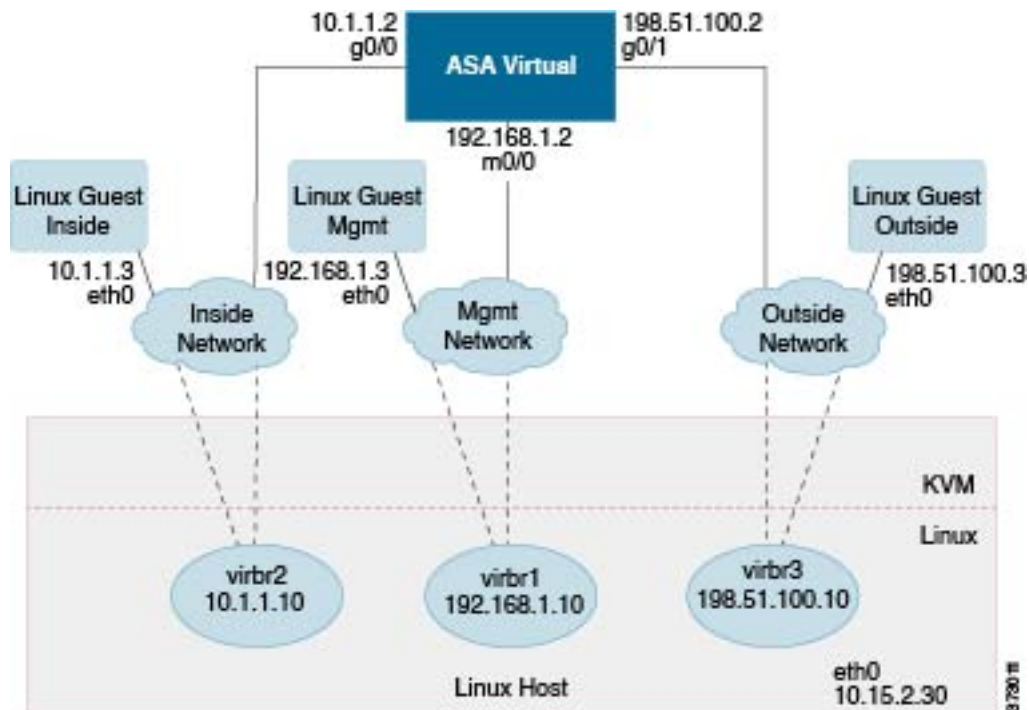 10.1.1.2
g0/0
ASA Virtual
198.51.100.2
g0/1
192.168.1.2
m0/0
Linux Guest
Inside
Linux Guest
Mgmt
Linux Guest
Outside
10.1.1.3
eth0
192.168.1.3
eth0
198.51.100.3
eth0
Inside
Network
Mgmt
Network
Outside
Network
KVM
Linux
virbr2
10.1.1.10
virbr1
192.168.1.10
virbr3
198.51.100.10
Linux Host
eth0
10.15.2.30